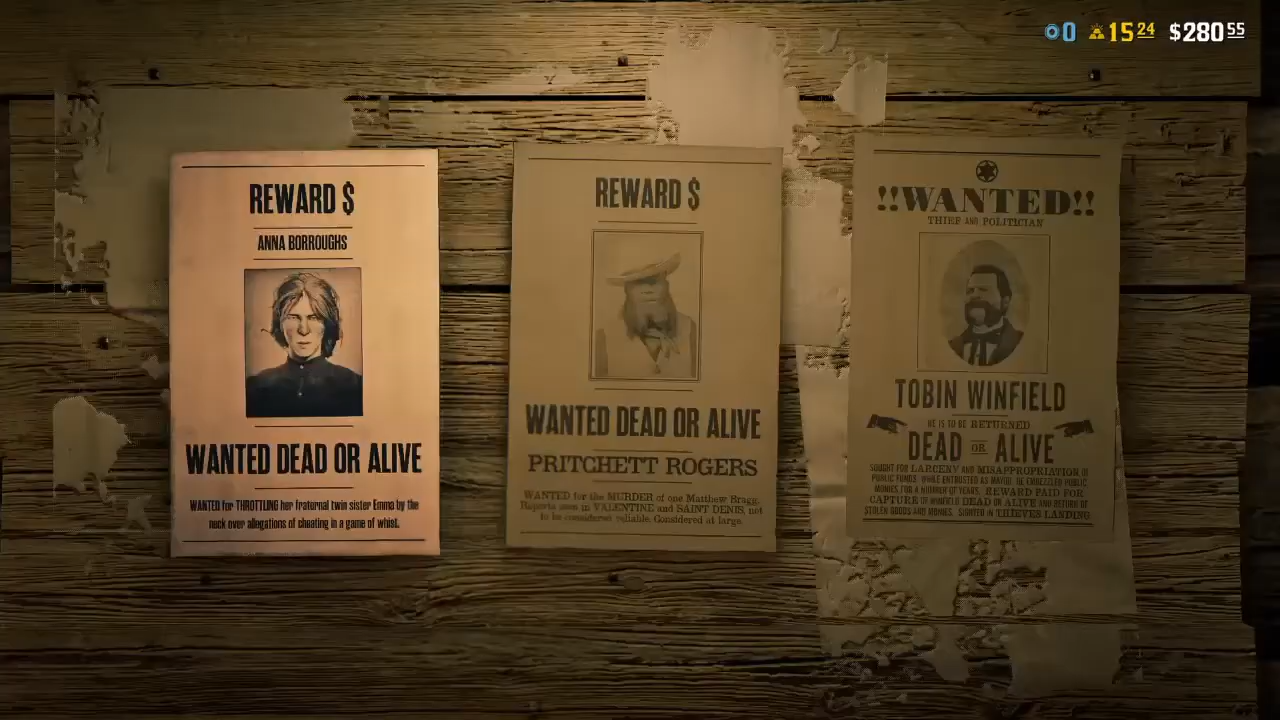 0 15 24 $280 55
REWARD $
ANNA BORROUGHS
WANTED DEAD OR ALIVE
WANTED for THROTTLING her fraternal twin sister Emma by the
neck over allegations of cheating in a game of whist.
REWARD $
WANTED DEAD OR ALIVE
PRITCHETT ROGERS
WANTED for the MURDER of one Matthew Bragg.
Reports seen in VALENTINE and SAINT DENIS, not
to be considered reliable. Considered at large.
!!WANTED!!
THIEF AND POLITICIAN
TOBIN WINFIELD
HE IS TO BE RETURNED
DEAD OR ALIVE
SOUGHT FOR LARCENY AND MISAPPROPRIATION OF
PUBLIC FUNDS. WHILE ENTRUSTED AS MAYOR, HE EMBEZZLED PUBLIC
MONIES FOR A NUMBER OF YEARS. REWARD PAID FOR
CAPTURE OF WINFIELD DEAD OR ALIVE AND RETURN OF
STOLEN GOODS AND MONIES. SIGHTED IN THIEVES LANDING